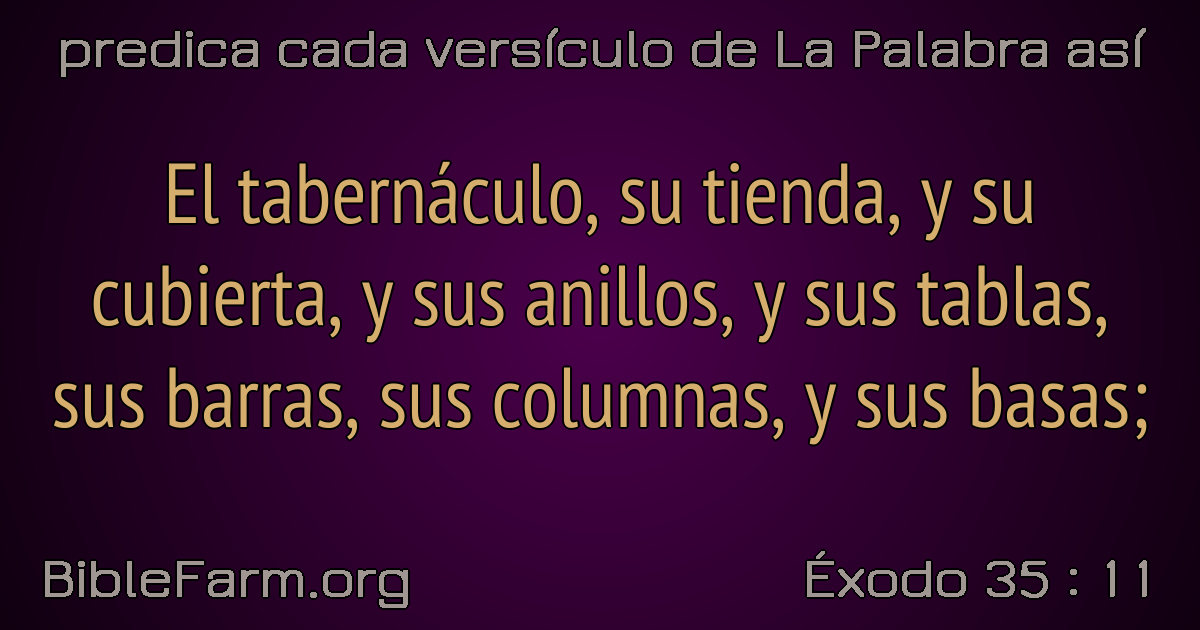 predica cada versículo de La Palabra así
El tabernáculo, su tienda, y su
cubierta, y sus anillos, y sus tablas,
sus barras, sus columnas, y sus basas;
BibleFarm.org
Éxodo 35 : 11